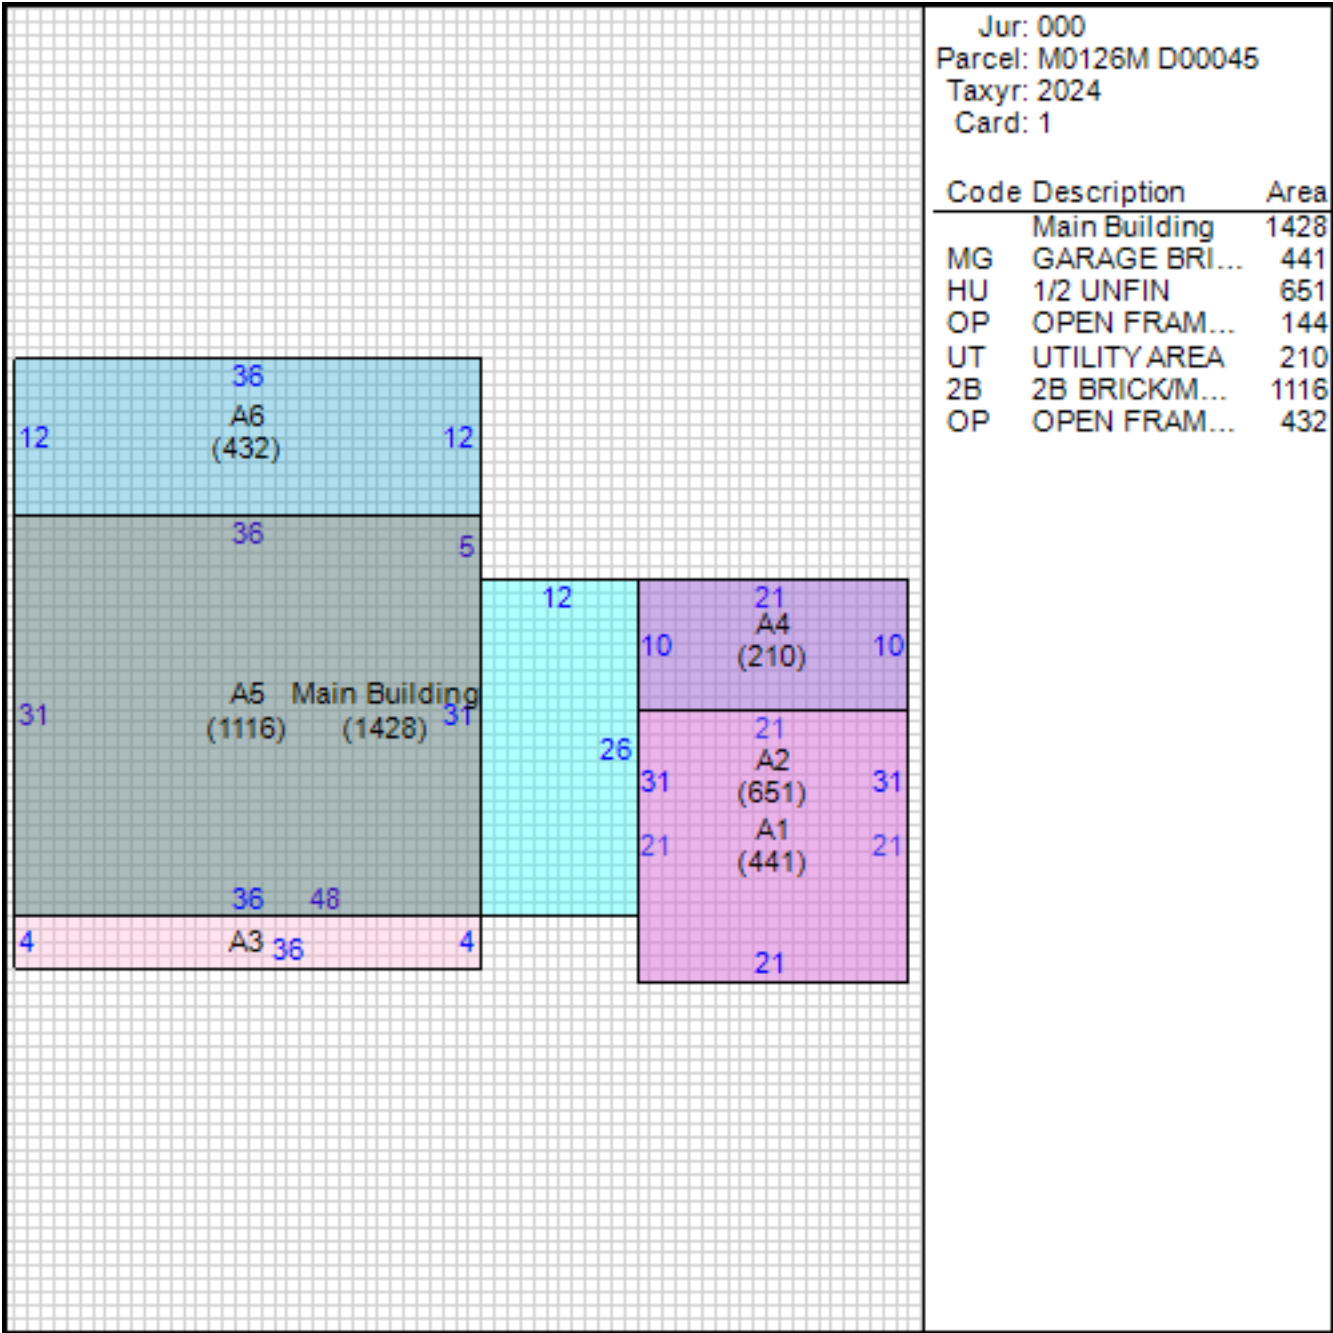 Jur: 000
Parcel: M0126M D00045
Taxyr: 2024
Card: 1
Code Description Area
Main Building 1428
MG GARAGE BRI... 441
HU 1/2 UNFIN 651
OP OPEN FRAM... 144
UT UTILITY AREA 210
2B 2B BRICK/M... 1116
OP OPEN FRAM... 432
36
A6
12 (432) 12
36 5
12 21
A4
10 (210) 10
A5 Main Building
31 (1116) (1428) 31
21
26 A2
31 (651) 31
A1
21 (441) 21
36 48
4 A3 36 4
21